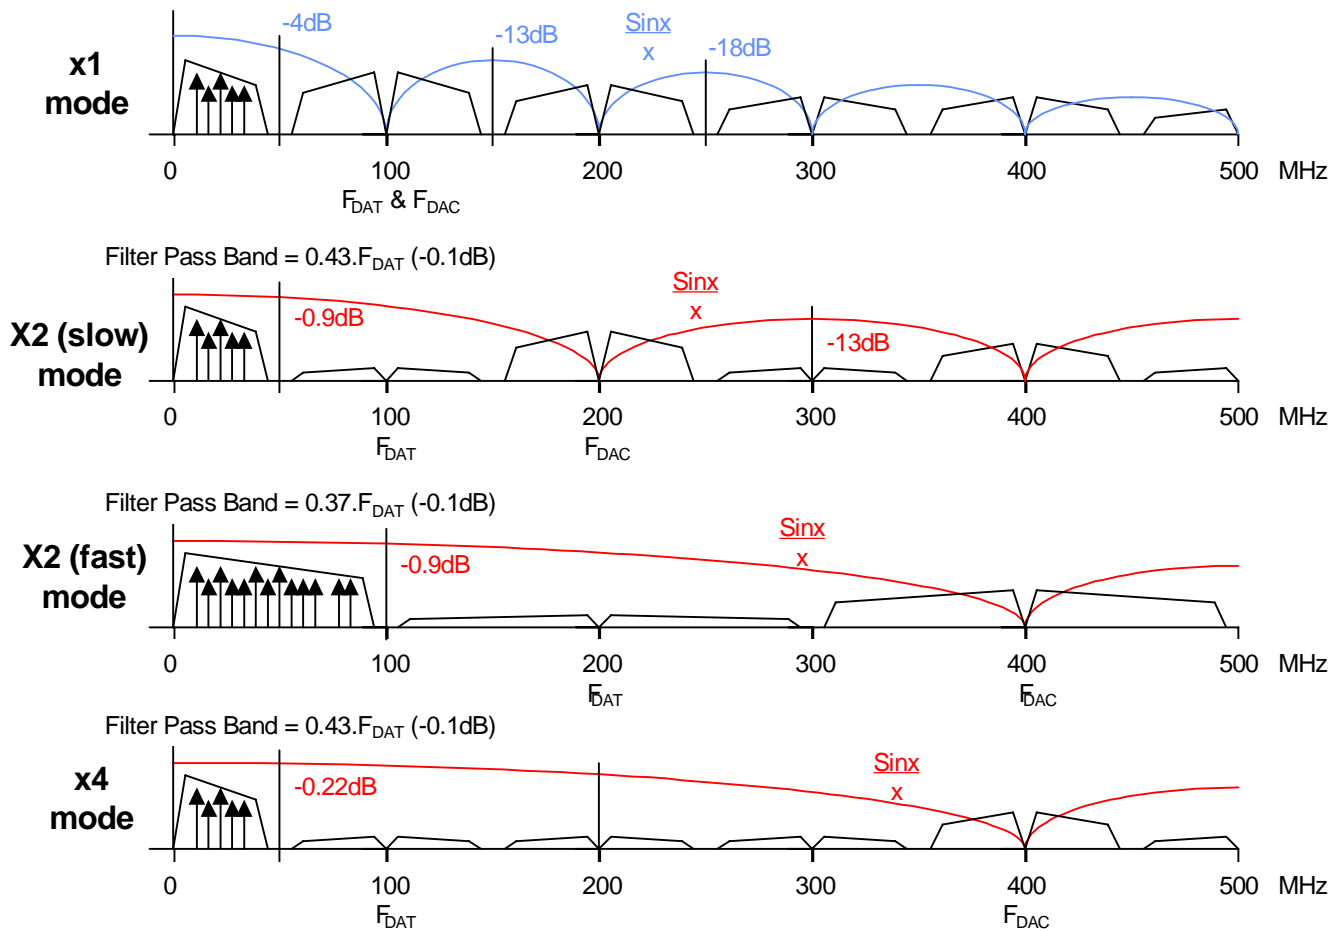 -4dB
-13dB
Sinx
x
-18dB
x1
mode
0 100 200 300 400 500 MHz
FDAT & FDAC
Filter Pass Band = 0.43.FDAT (-0.1dB)
Sinx
x
-0.9dB
-13dB
X2 (slow)
mode
0 100 200 300 400 500 MHz
FDAT FDAC
Filter Pass Band = 0.37.FDAT (-0.1dB)
Sinx
x
-0.9dB
X2 (fast)
mode
0 100 200 300 400 500 MHz
FDAT FDAC
Filter Pass Band = 0.43.FDAT (-0.1dB)
Sinx
x
-0.22dB
x4
mode
0 100 200 300 400 500 MHz
FDAT FDAC